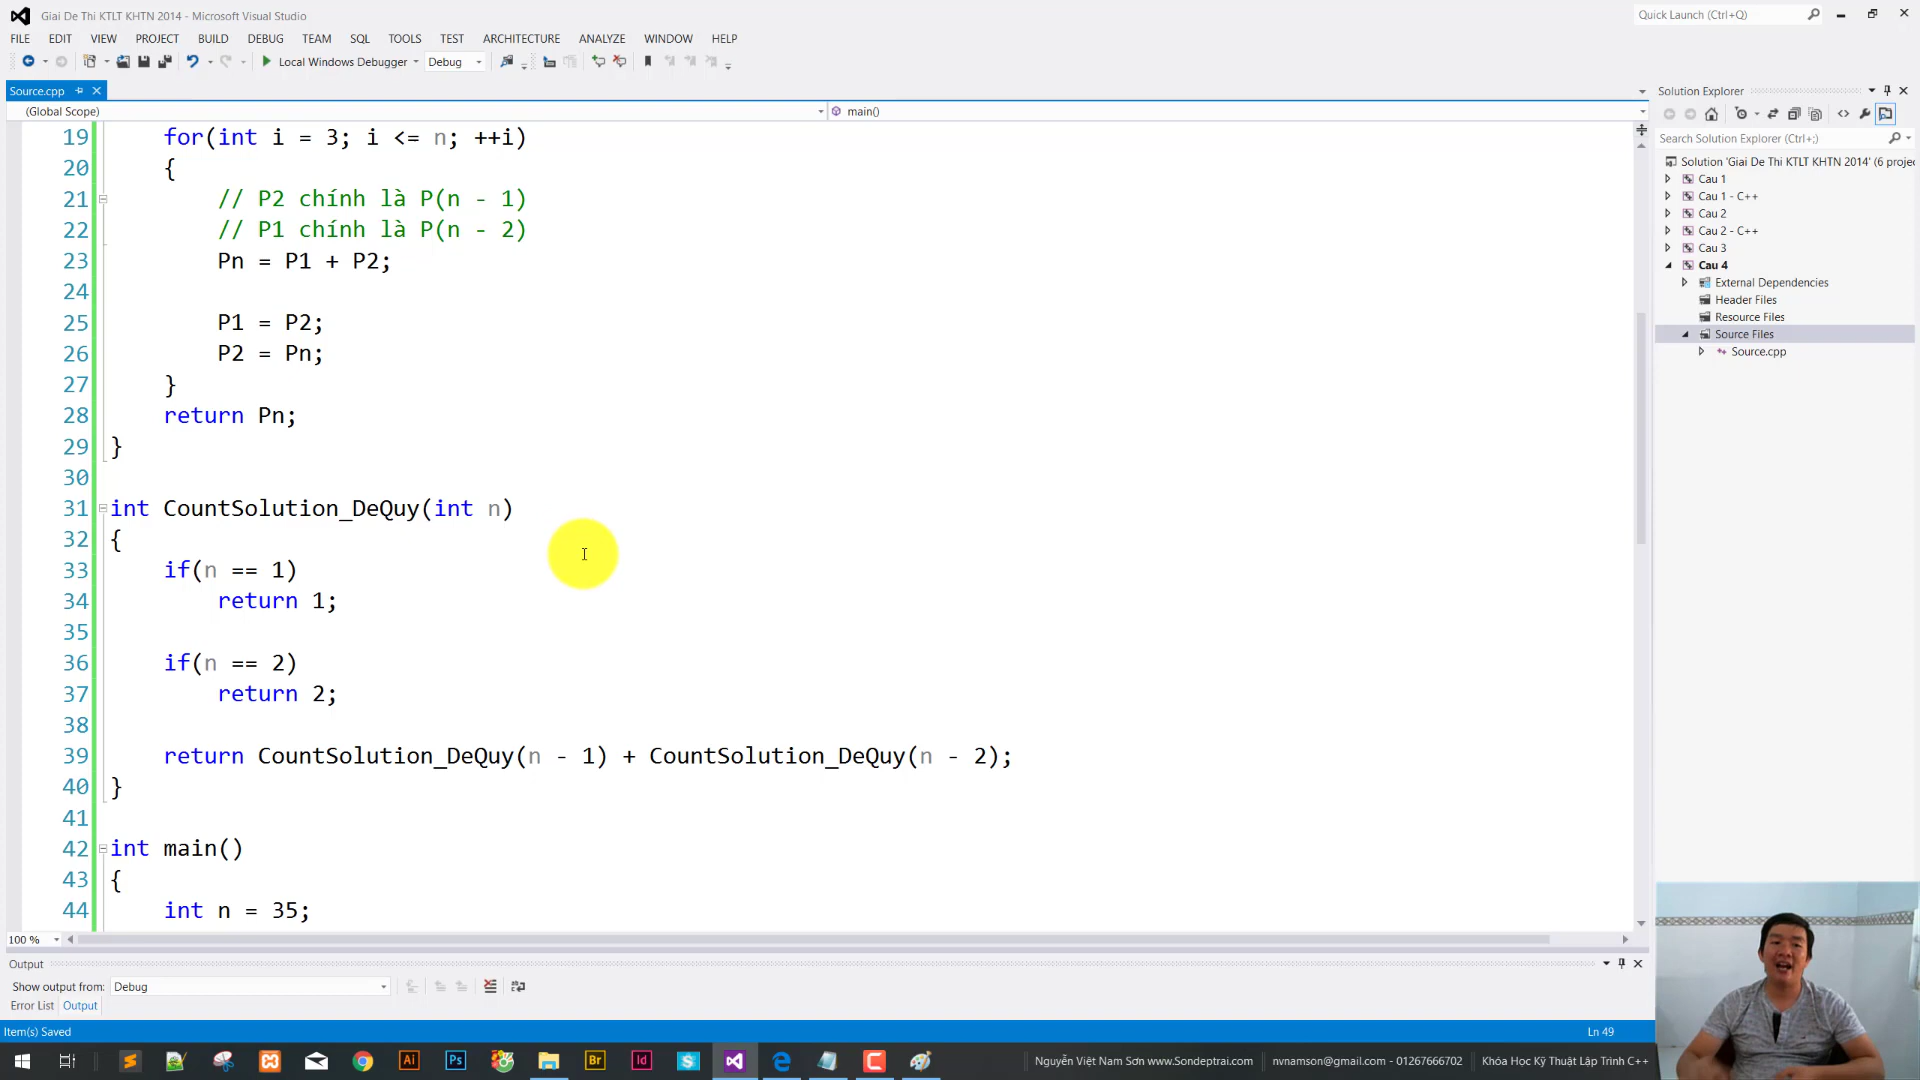 Giai De Thi KTLT KHTN 2014 - Microsoft Visual Studio
Quick Launch (Ctrl+Q)
FILE EDIT VIEW PROJECT BUILD DEBUG TEAM SQL TOOLS TEST ARCHITECTURE ANALYZE WINDOW HELP
Local Windows Debugger Debug
Source.cpp
(Global Scope) main()
19 for(int i = 3; i <= n; ++i)
20 {
21 // P2 chính là P(n - 1)
22 // P1 chính là P(n - 2)
23 Pn = P1 + P2;
24
25 P1 = P2;
26 P2 = Pn;
27 }
28 return Pn;
29 }
30
31 int CountSolution_DeQuy(int n)
32 {
33 if(n == 1)
34 return 1;
35
36 if(n == 2)
37 return 2;
38
39 return CountSolution_DeQuy(n - 1) + CountSolution_DeQuy(n - 2);
40 }
41
42 int main()
43 {
44 int n = 35;
100 %
Solution Explorer
Search Solution Explorer (Ctrl+;)
Solution 'Giai De Thi KTLT KHTN 2014' (6 projec
Cau 1
Cau 1 - C++
Cau 2
Cau 2 - C++
Cau 3
Cau 4
External Dependencies
Header Files
Resource Files
Source Files
Source.cpp
Output
Show output from: Debug
Error List Output
Item(s) Saved
Ln 49
Ai Ps Br Id
Nguyễn Việt Nam Sơn www.Sondeptrai.com nvnamson@gmail.com - 01267666702 Khóa Học Kỹ Thuật Lập Trình C++